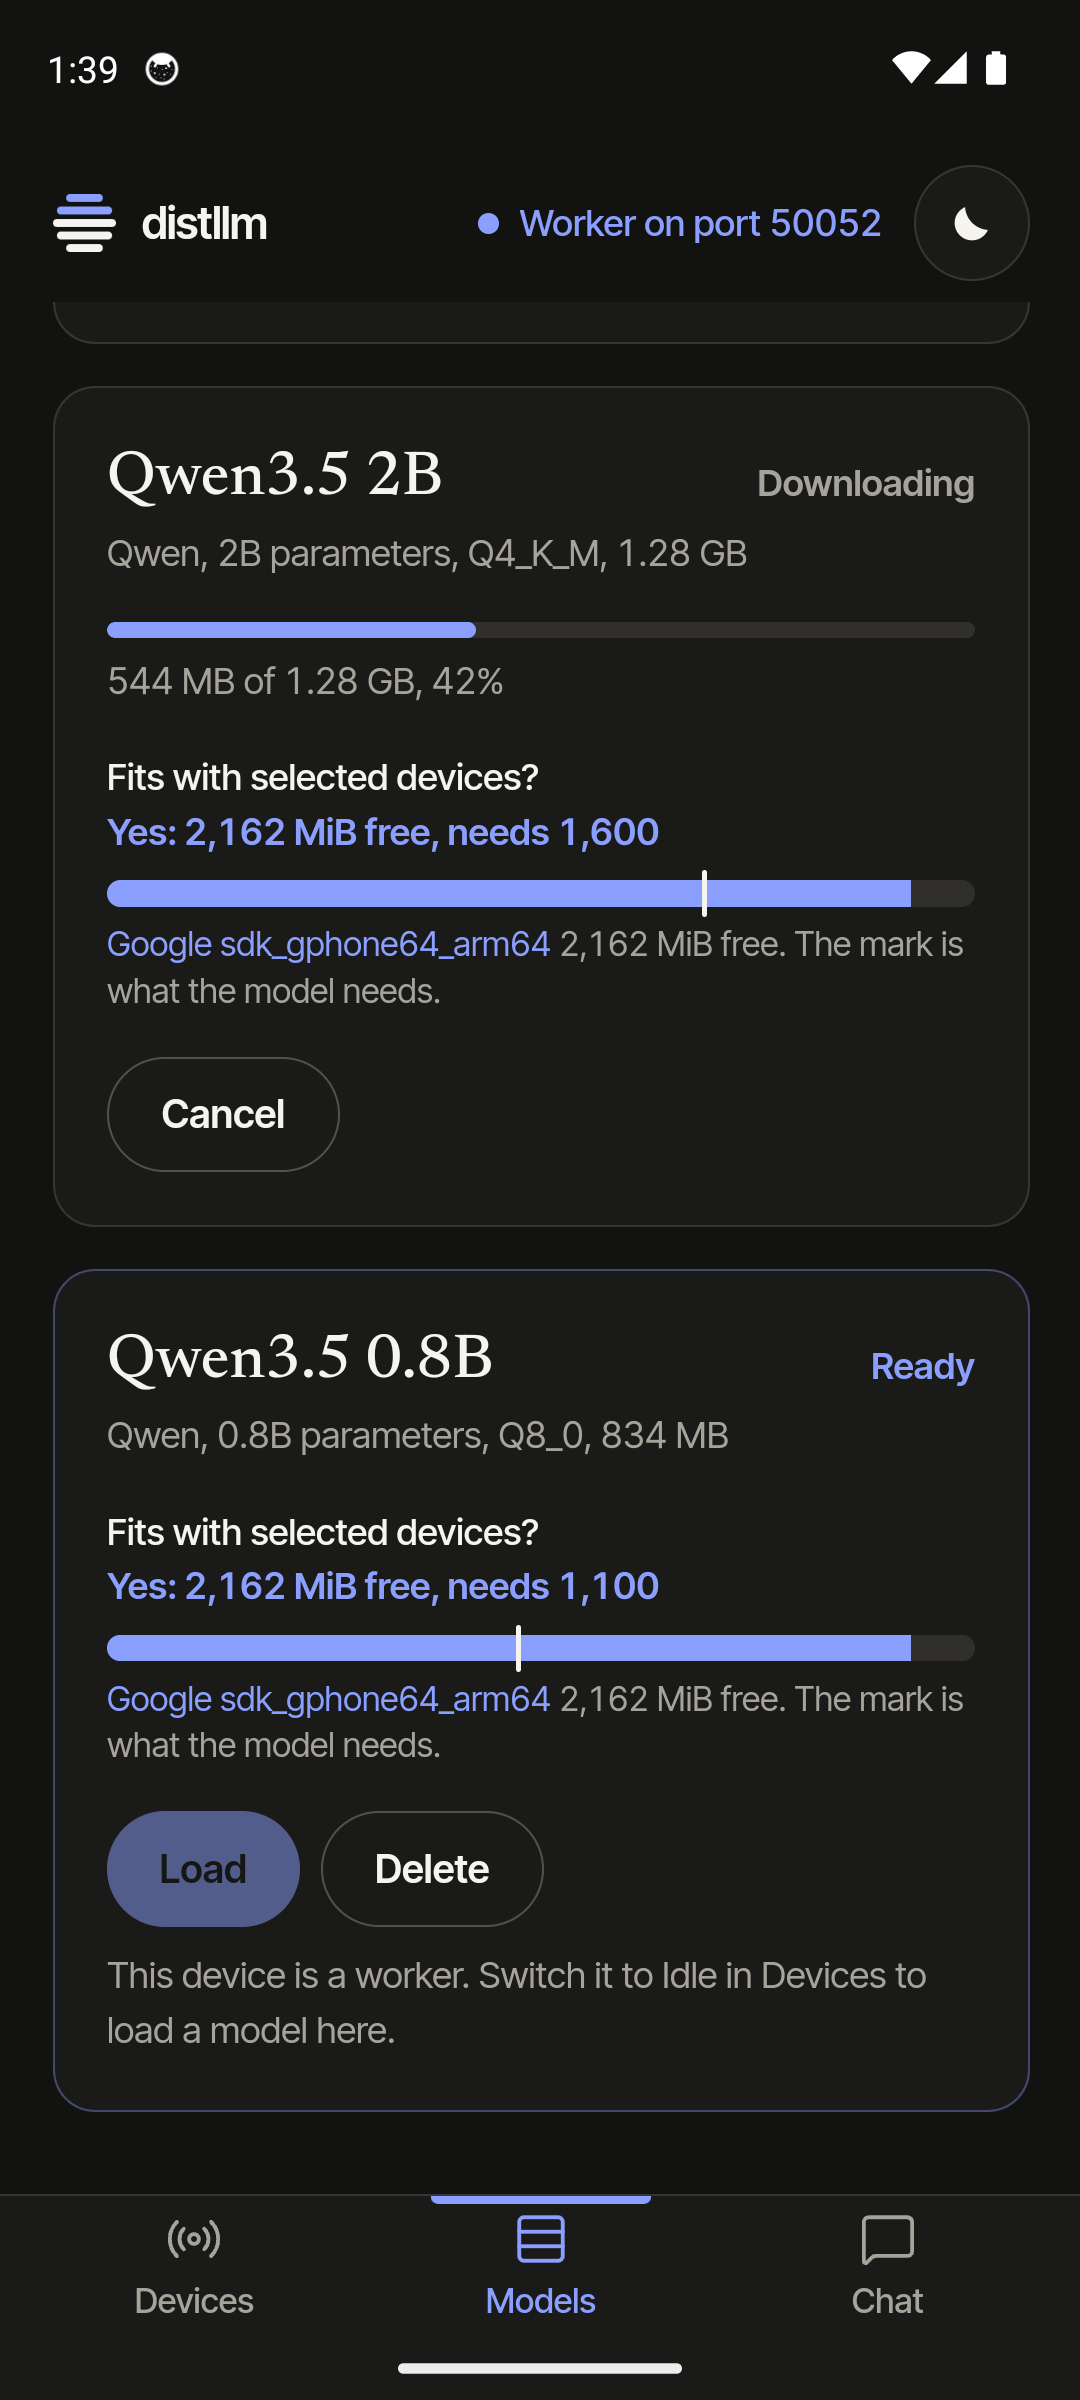 1:39
distllm
Worker on port 50052
Qwen3.5 2B
Downloading
Qwen, 2B parameters, Q4_K_M, 1.28 GB
544 MB of 1.28 GB, 42%
Fits with selected devices?
Yes: 2,162 MiB free, needs 1,600
Google sdk_gphone64_arm64 2,162 MiB free. The mark is
what the model needs.
Cancel
Qwen3.5 0.8B
Ready
Qwen, 0.8B parameters, Q8_0, 834 MB
Fits with selected devices?
Yes: 2,162 MiB free, needs 1,100
Google sdk_gphone64_arm64 2,162 MiB free. The mark is
what the model needs.
Load
Delete
This device is a worker. Switch it to Idle in Devices to
load a model here.
Devices
Models
Chat